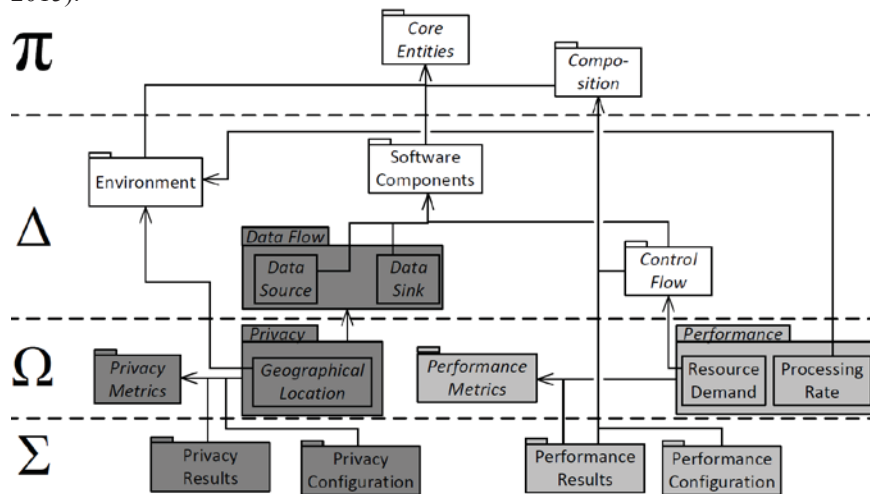 2015).
π
Core
Entities
Compo-
sition
Δ
Environment
Software
Components
Data Flow
Data
Source
Data
Sink
Control
Flow
Ω
Privacy
Metrics
Privacy
Geographical
Location
Performance
Metrics
Performance
Resource
Demand
Processing
Rate
Σ
Privacy
Results
Privacy
Configuration
Performance
Results
Performance
Configuration